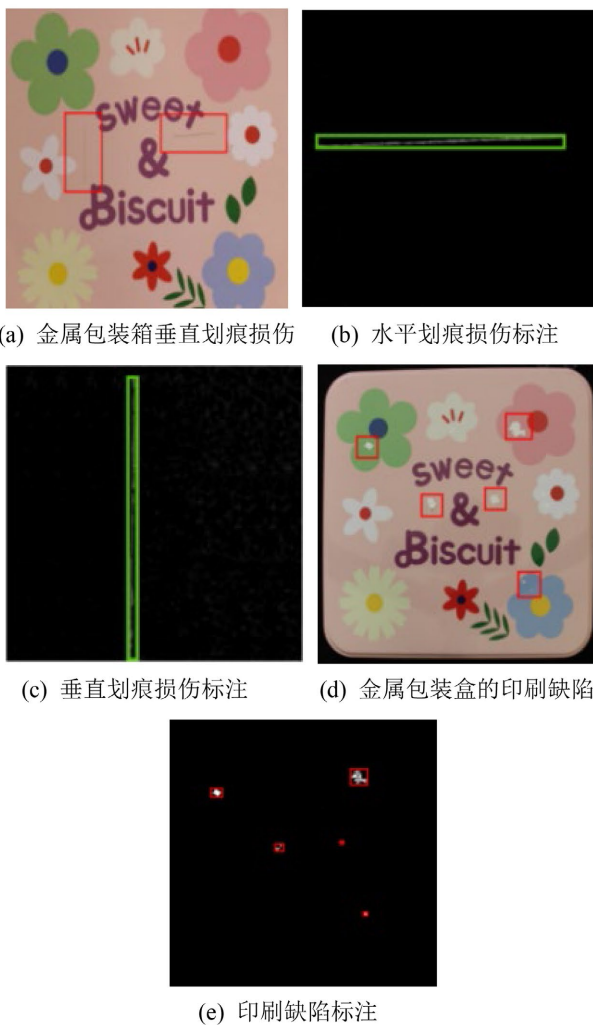 sweet
&
Biscuit
(a) 金属包装箱垂直划痕损伤
(b) 水平划痕损伤标注
(c) 垂直划痕损伤标注
sweet
&
Biscuit
(d) 金属包装盒的印刷缺陷
(e) 印刷缺陷标注